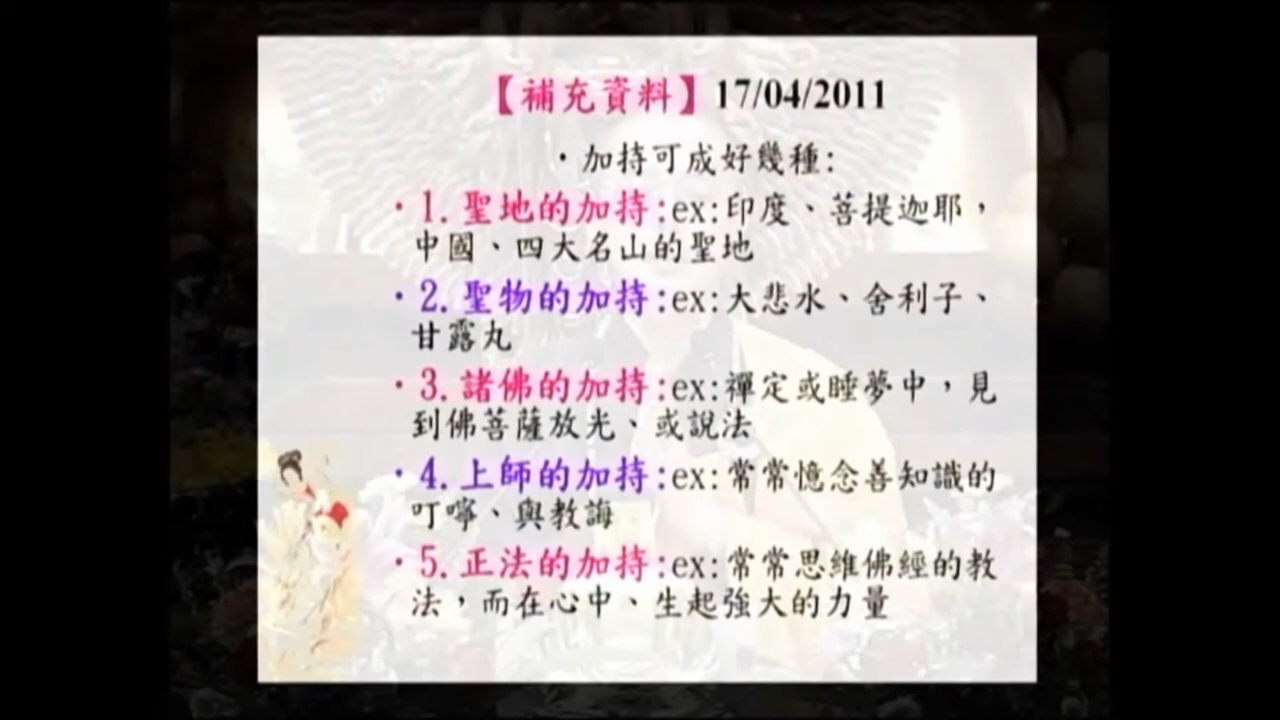 【補充資料】17/04/2011
・加持可成好幾種:
・1.聖地的加持:ex:印度、菩提迦耶，
中國、四大名山的聖地
・2.聖物的加持:ex:大悲水、舍利子、
甘露丸
・3.諸佛的加持:ex:禪定或睡夢中，見
到佛菩薩放光、或說法
・4.上師的加持:ex:常常憶念善知識的
叮嚀、與教誨
・5.正法的加持:ex:常常思維佛經的教
法，而在心中、生起強大的力量